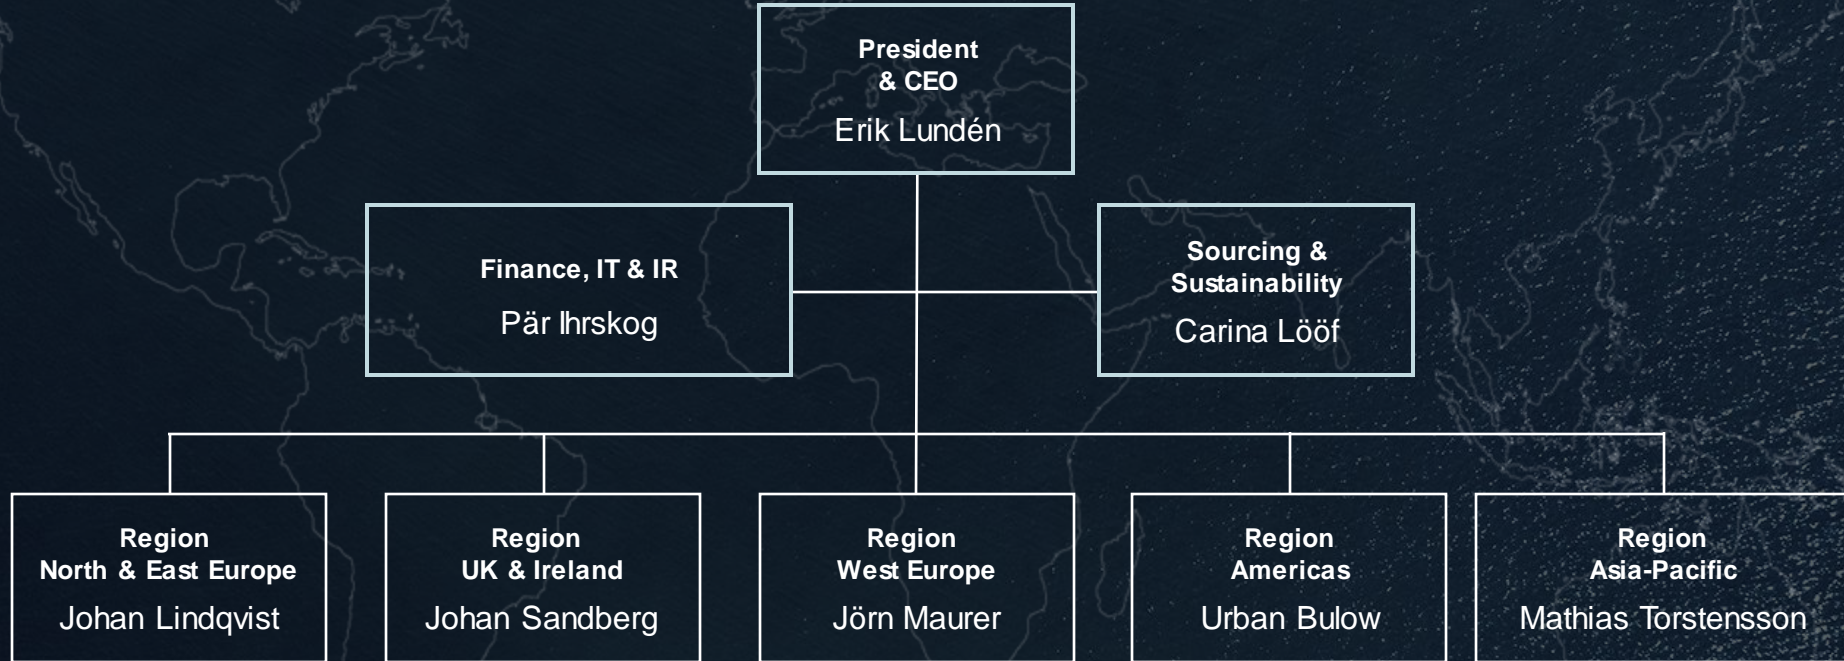 President
& CEO
Erik Lundén
Finance, IT & IR
Pär Ihrskog
Sourcing &
Sustainability
Carina Lööf
Region
North & East Europe
Johan Lindqvist
Region
UK & Ireland
Johan Sandberg
Region
West Europe
Jörn Maurer
Region
Americas
Urban Bulow
Region
Asia-Pacific
Mathias Torstensson